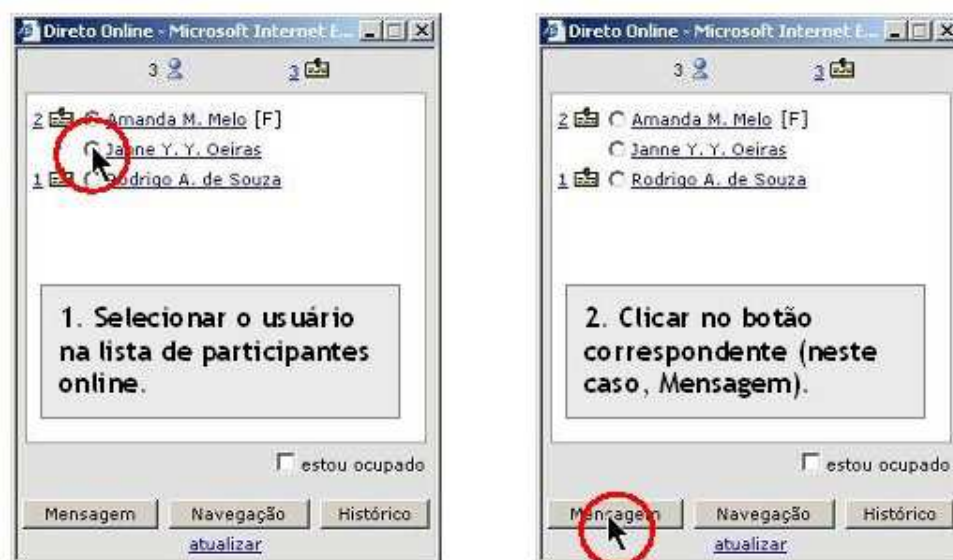 Direto Online - Microsoft Internet E...
3 3
2 Amanda M. Melo [F]
Janne Y. Y. Oeiras
1 Rodrigo A. de Souza
1. Selecionar o usuário
na lista de participantes
online.
estou ocupado
Mensagem Navegação Histórico
atualizar
Direto Online - Microsoft Internet E...
3 3
2 Amanda M. Melo [F]
Janne Y. Y. Oeiras
1 Rodrigo A. de Souza
2. Clicar no botão
correspondente (neste
caso, Mensagem).
estou ocupado
Mensagem Navegação Histórico
atualizar